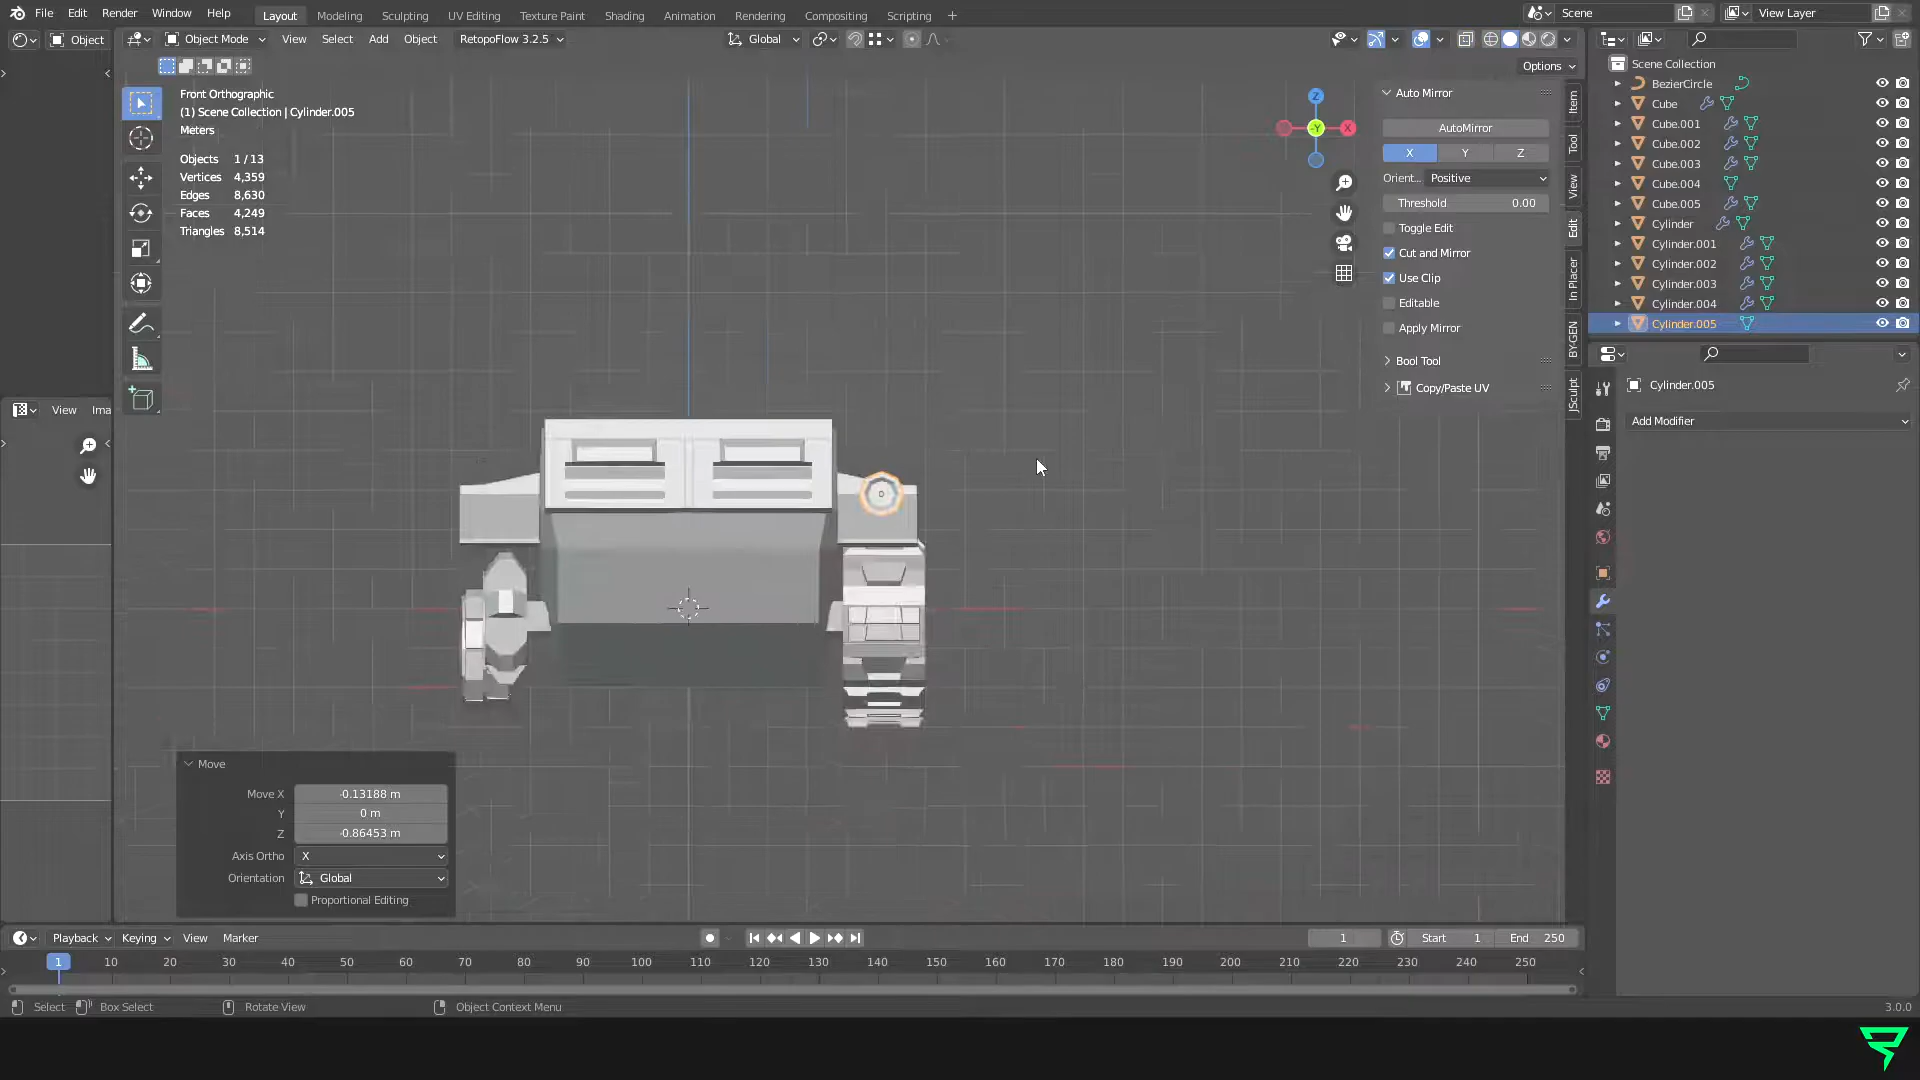 File Edit Render Window Help
Layout Modeling Sculpting UV Editing Texture Paint Shading Animation Rendering Compositing Scripting
Scene
View Layer
Object
Object Mode View Select Add Object RetopoFlow 3.2.5
Global
Options
Front Orthographic
(1) Scene Collection | Cylinder.005
Meters
Objects 1 / 13
Vertices 4,359
Edges 8,630
Faces 4,249
Triangles 8,514
Z
X
-Y
Auto Mirror
AutoMirror
X Y Z
Orient... Positive
Threshold 0.00
Toggle Edit
Cut and Mirror
Use Clip
Editable
Apply Mirror
Bool Tool
Copy/Paste UV
Item
Tool
View
Edit
In Placer
BY-GEN
JSculpt
Scene Collection
BezierCircle
Cube
Cube.001
Cube.002
Cube.003
Cube.004
Cube.005
Cylinder
Cylinder.001
Cylinder.002
Cylinder.003
Cylinder.004
Cylinder.005
Cylinder.005
Add Modifier
View Ima
Move
Move X -0.13188 m
Y 0 m
Z -0.86453 m
Axis Ortho X
Orientation Global
Proportional Editing
Playback Keying View Marker
1 Start 1 End 250
1 10 20 30 40 50 60 70 80 90 100 110 120 130 140 150 160 170 180 190 200 210 220 230 240 250
Select Box Select Rotate View Object Context Menu 3.0.0